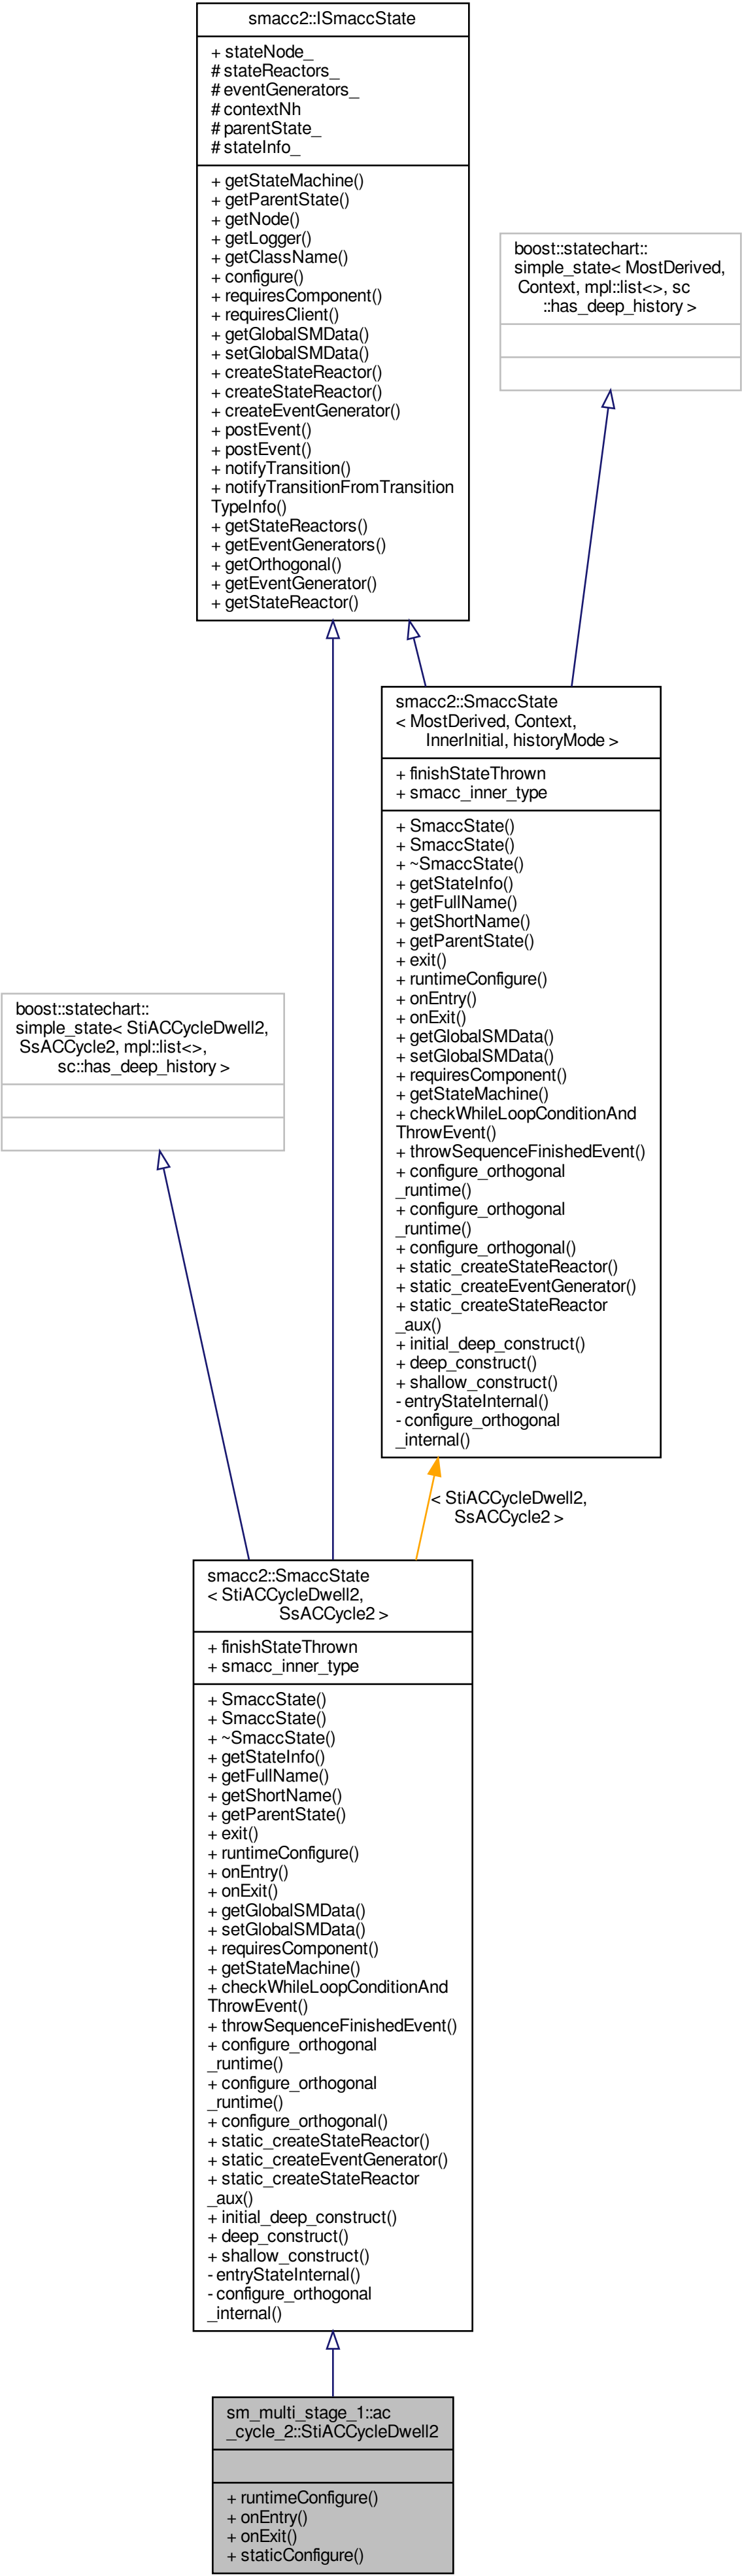 smacc2::ISmaccState
+ stateNode_
# stateReactors_
# eventGenerators_
# contextNh
# parentState_
# stateInfo_
+ getStateMachine()
+ getParentState()
+ getNode()
+ getLogger()
+ getClassName()
+ configure()
+ requiresComponent()
+ requiresClient()
+ getGlobalSMData()
+ setGlobalSMData()
+ createStateReactor()
+ createStateReactor()
+ createEventGenerator()
+ postEvent()
+ postEvent()
+ notifyTransition()
+ notifyTransitionFromTransition
TypeInfo()
+ getStateReactors()
+ getEventGenerators()
+ getOrthogonal()
+ getEventGenerator()
+ getStateReactor()
boost::statechart::
simple_state< MostDerived,
Context, mpl::list<>, sc
::has_deep_history >
smacc2::SmaccState
< MostDerived, Context,
InnerInitial, historyMode >
+ finishStateThrown
+ smacc_inner_type
+ SmaccState()
+ SmaccState()
+ ~SmaccState()
+ getStateInfo()
+ getFullName()
+ getShortName()
+ getParentState()
+ exit()
+ runtimeConfigure()
+ onEntry()
+ onExit()
+ getGlobalSMData()
+ setGlobalSMData()
+ requiresComponent()
+ getStateMachine()
+ checkWhileLoopConditionAnd
ThrowEvent()
+ throwSequenceFinishedEvent()
+ configure_orthogonal
_runtime()
+ configure_orthogonal
_runtime()
+ configure_orthogonal()
+ static_createStateReactor()
+ static_createEventGenerator()
+ static_createStateReactor
_aux()
+ initial_deep_construct()
+ deep_construct()
+ shallow_construct()
- entryStateInternal()
- configure_orthogonal
_internal()
boost::statechart::
simple_state< StiACCycleDwell2,
SsACCycle2, mpl::list<>,
sc::has_deep_history >
< StiACCycleDwell2,
SsACCycle2 >
smacc2::SmaccState
< StiACCycleDwell2,
SsACCycle2 >
+ finishStateThrown
+ smacc_inner_type
+ SmaccState()
+ SmaccState()
+ ~SmaccState()
+ getStateInfo()
+ getFullName()
+ getShortName()
+ getParentState()
+ exit()
+ runtimeConfigure()
+ onEntry()
+ onExit()
+ getGlobalSMData()
+ setGlobalSMData()
+ requiresComponent()
+ getStateMachine()
+ checkWhileLoopConditionAnd
ThrowEvent()
+ throwSequenceFinishedEvent()
+ configure_orthogonal
_runtime()
+ configure_orthogonal
_runtime()
+ configure_orthogonal()
+ static_createStateReactor()
+ static_createEventGenerator()
+ static_createStateReactor
_aux()
+ initial_deep_construct()
+ deep_construct()
+ shallow_construct()
- entryStateInternal()
- configure_orthogonal
_internal()
sm_multi_stage_1::ac
_cycle_2::StiACCycleDwell2
+ runtimeConfigure()
+ onEntry()
+ onExit()
+ staticConfigure()